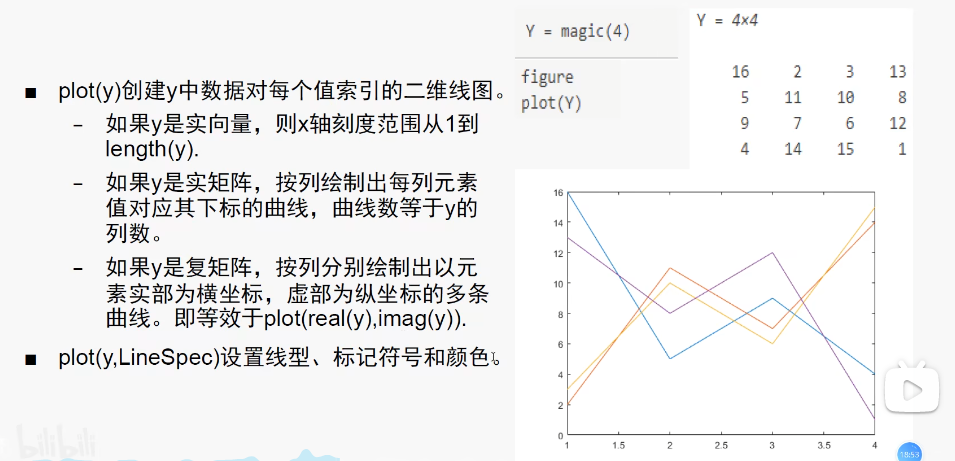 ■ plot(y)创建y中数据对每个值索引的二维线图。
– 如果y是实向量，则x轴刻度范围从1到
length(y).
– 如果y是实矩阵，按列绘制出每列元素
值对应其下标的曲线，曲线数等于y的
列数。
– 如果y是复矩阵，按列分别绘制出以元
素实部为横坐标，虚部为纵坐标的多条
曲线。即等效于plot(real(y),imag(y)).
■ plot(y,LineSpec)设置线型、标记符号和颜色。
Y = magic(4)
figure
plot(Y)
Y = 4×4
16 2 3 13
5 11 10 8
9 7 6 12
4 14 15 1
16
14
12
10
8
6
4
2
0
1 1.5 2 2.5 3 3.5 4
bilibili
18:53